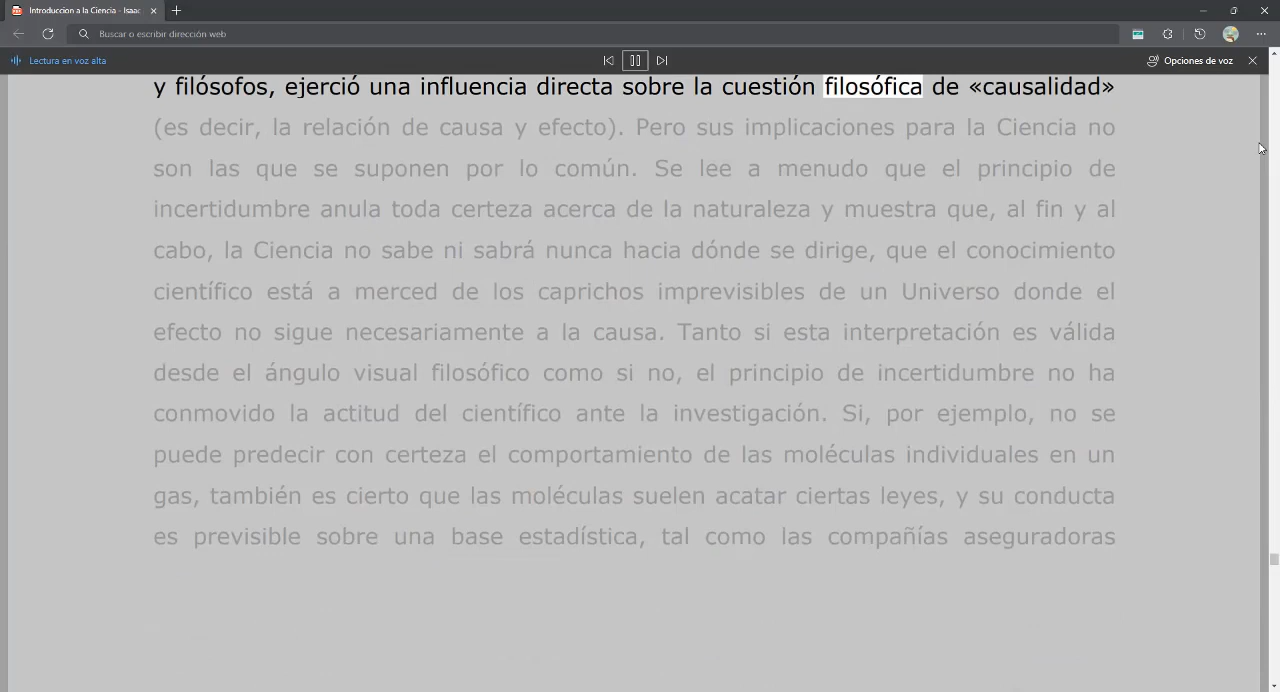 Introduccion a la Ciencia - Isaac
Buscar o escribir dirección web
Lectura en voz alta
Opciones de voz
y filósofos, ejerció una influencia directa sobre la cuestión filosófica de «causalidad»
(es decir, la relación de causa y efecto). Pero sus implicaciones para la Ciencia no
son las que se suponen por lo común. Se lee a menudo que el principio de
incertidumbre anula toda certeza acerca de la naturaleza y muestra que, al fin y al
cabo, la Ciencia no sabe ni sabrá nunca hacia dónde se dirige, que el conocimiento
científico está a merced de los caprichos imprevisibles de un Universo donde el
efecto no sigue necesariamente a la causa. Tanto si esta interpretación es válida
desde el ángulo visual filosófico como si no, el principio de incertidumbre no ha
conmovido la actitud del científico ante la investigación. Si, por ejemplo, no se
puede predecir con certeza el comportamiento de las moléculas individuales en un
gas, también es cierto que las moléculas suelen acatar ciertas leyes, y su conducta
es previsible sobre una base estadística, tal como las compañías aseguradoras